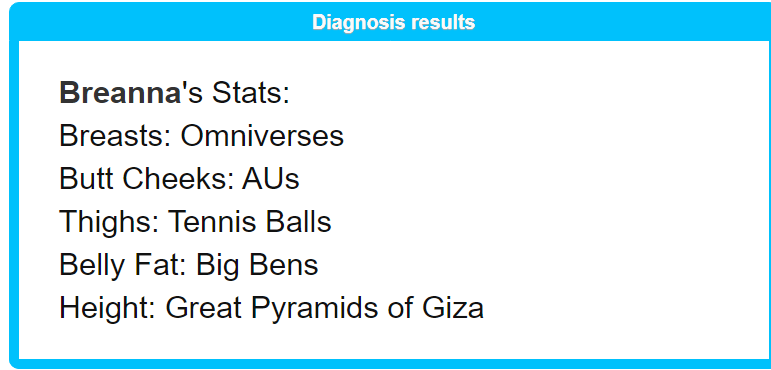 Diagnosis results
Breanna's Stats:
Breasts: Omniverses
Butt Cheeks: AUs
Thighs: Tennis Balls
Belly Fat: Big Bens
Height: Great Pyramids of Giza